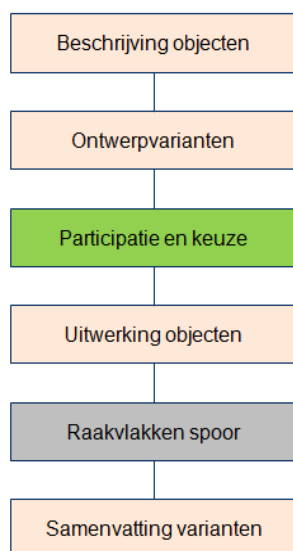 Beschrijving objecten
Ontwerpvarianten
Participatie en keuze
Uitwerking objecten
Raakvlakken spoor
Samenvatting varianten